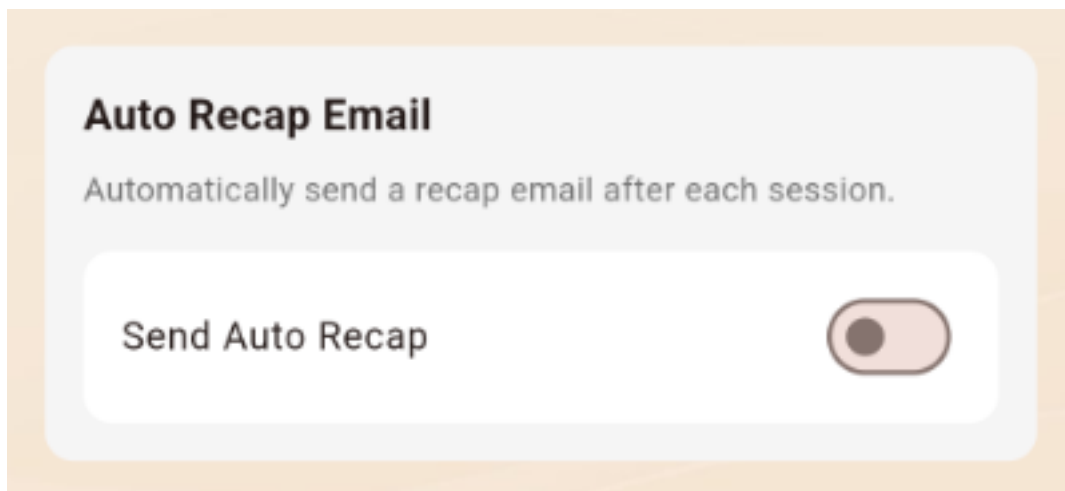 Auto Recap Email
Automatically send a recap email after each session.
Send Auto Recap